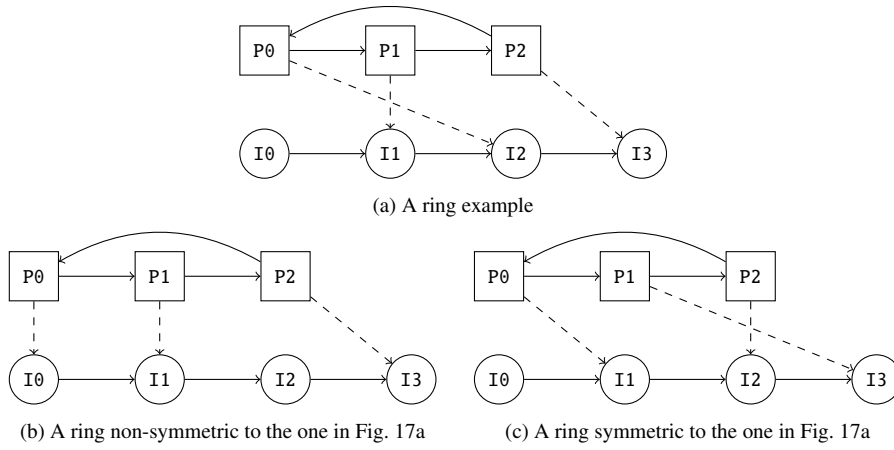 P0 P1 P2
I0 I1 I2 I3
(a) A ring example
P0 P1 P2
I0 I1 I2 I3
(b) A ring non-symmetric to the one in Fig. 17a
P0 P1 P2
I0 I1 I2 I3
(c) A ring symmetric to the one in Fig. 17a